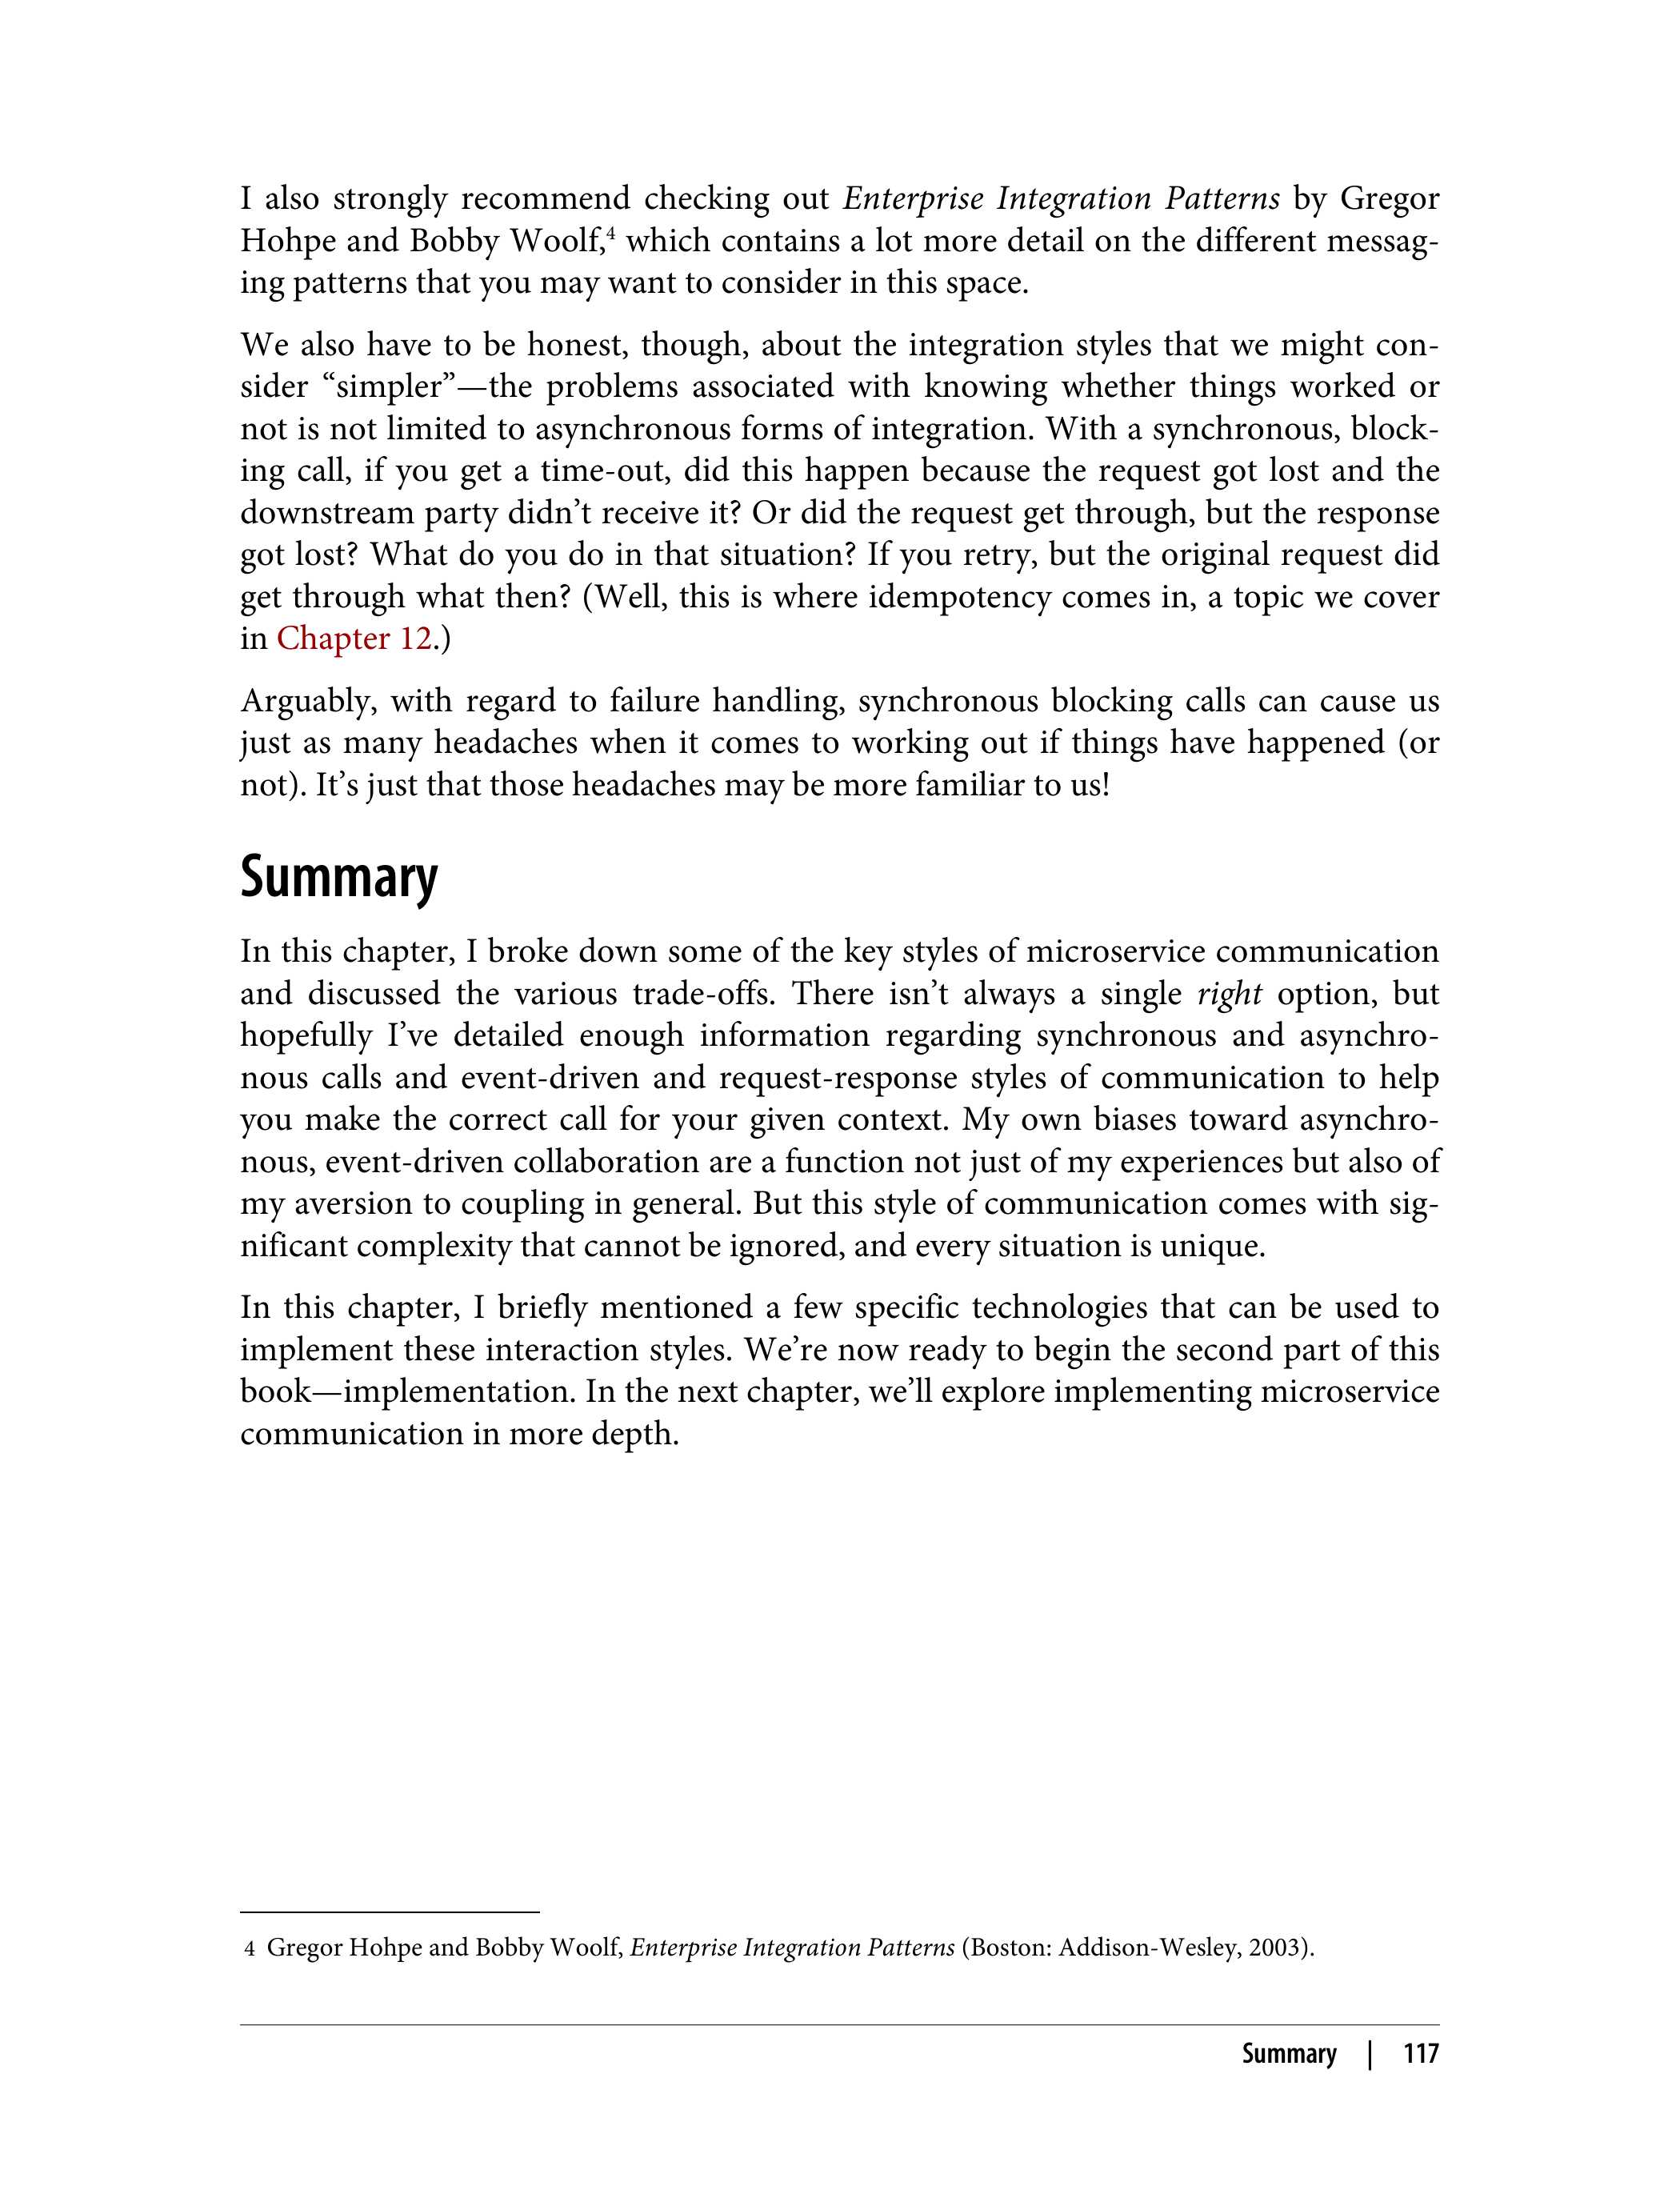 I also strongly recommend checking out Enterprise Integration Patterns by Gregor
Hohpe and Bobby Woolf,4 which contains a lot more detail on the different messag-
ing patterns that you may want to consider in this space.
We also have to be honest, though, about the integration styles that we might con-
sider “simpler”—the problems associated with knowing whether things worked or
not is not limited to asynchronous forms of integration. With a synchronous, block-
ing call, if you get a time-out, did this happen because the request got lost and the
downstream party didn’t receive it? Or did the request get through, but the response
got lost? What do you do in that situation? If you retry, but the original request did
get through what then? (Well, this is where idempotency comes in, a topic we cover
in Chapter 12.)
Arguably, with regard to failure handling, synchronous blocking calls can cause us
just as many headaches when it comes to working out if things have happened (or
not). It’s just that those headaches may be more familiar to us!
Summary
In this chapter, I broke down some of the key styles of microservice communication
and discussed the various trade-offs. There isn’t always a single right option, but
hopefully I’ve detailed enough information regarding synchronous and asynchro-
nous calls and event-driven and request-response styles of communication to help
you make the correct call for your given context. My own biases toward asynchro-
nous, event-driven collaboration are a function not just of my experiences but also of
my aversion to coupling in general. But this style of communication comes with sig-
nificant complexity that cannot be ignored, and every situation is unique.
In this chapter, I briefly mentioned a few specific technologies that can be used to
implement these interaction styles. We’re now ready to begin the second part of this
book—implementation. In the next chapter, we’ll explore implementing microservice
communication in more depth.
4 Gregor Hohpe and Bobby Woolf, Enterprise Integration Patterns (Boston: Addison-Wesley, 2003).
Summary | 117